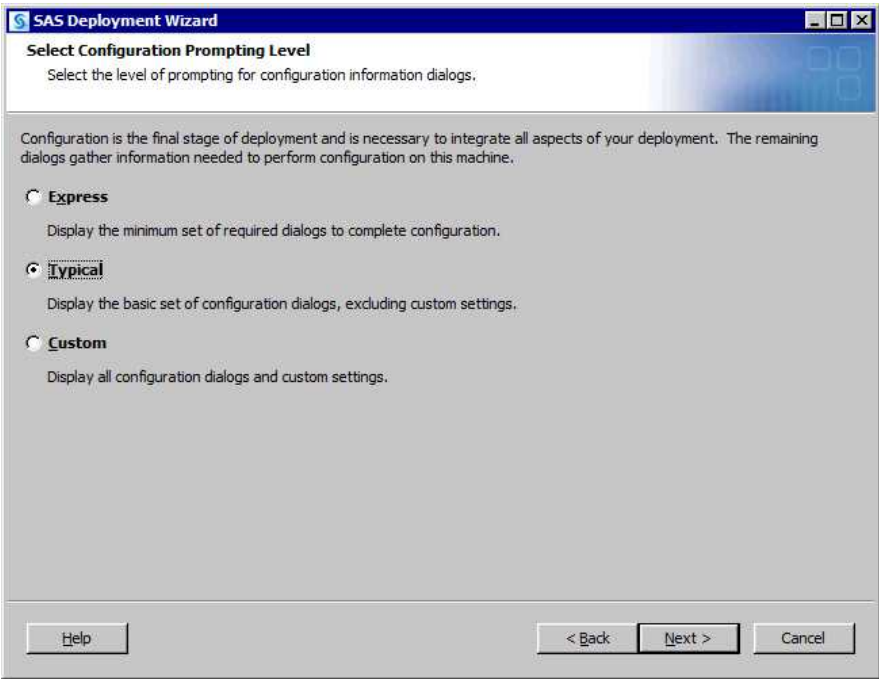 SAS Deployment Wizard
Select Configuration Prompting Level
Select the level of prompting for configuration information dialogs.
Configuration is the final stage of deployment and is necessary to integrate all aspects of your deployment. The remaining
dialogs gather information needed to perform configuration on this machine.
Express
Display the minimum set of required dialogs to complete configuration.
Typical
Display the basic set of configuration dialogs, excluding custom settings.
Custom
Display all configuration dialogs and custom settings.
Help
< Back
Next >
Cancel